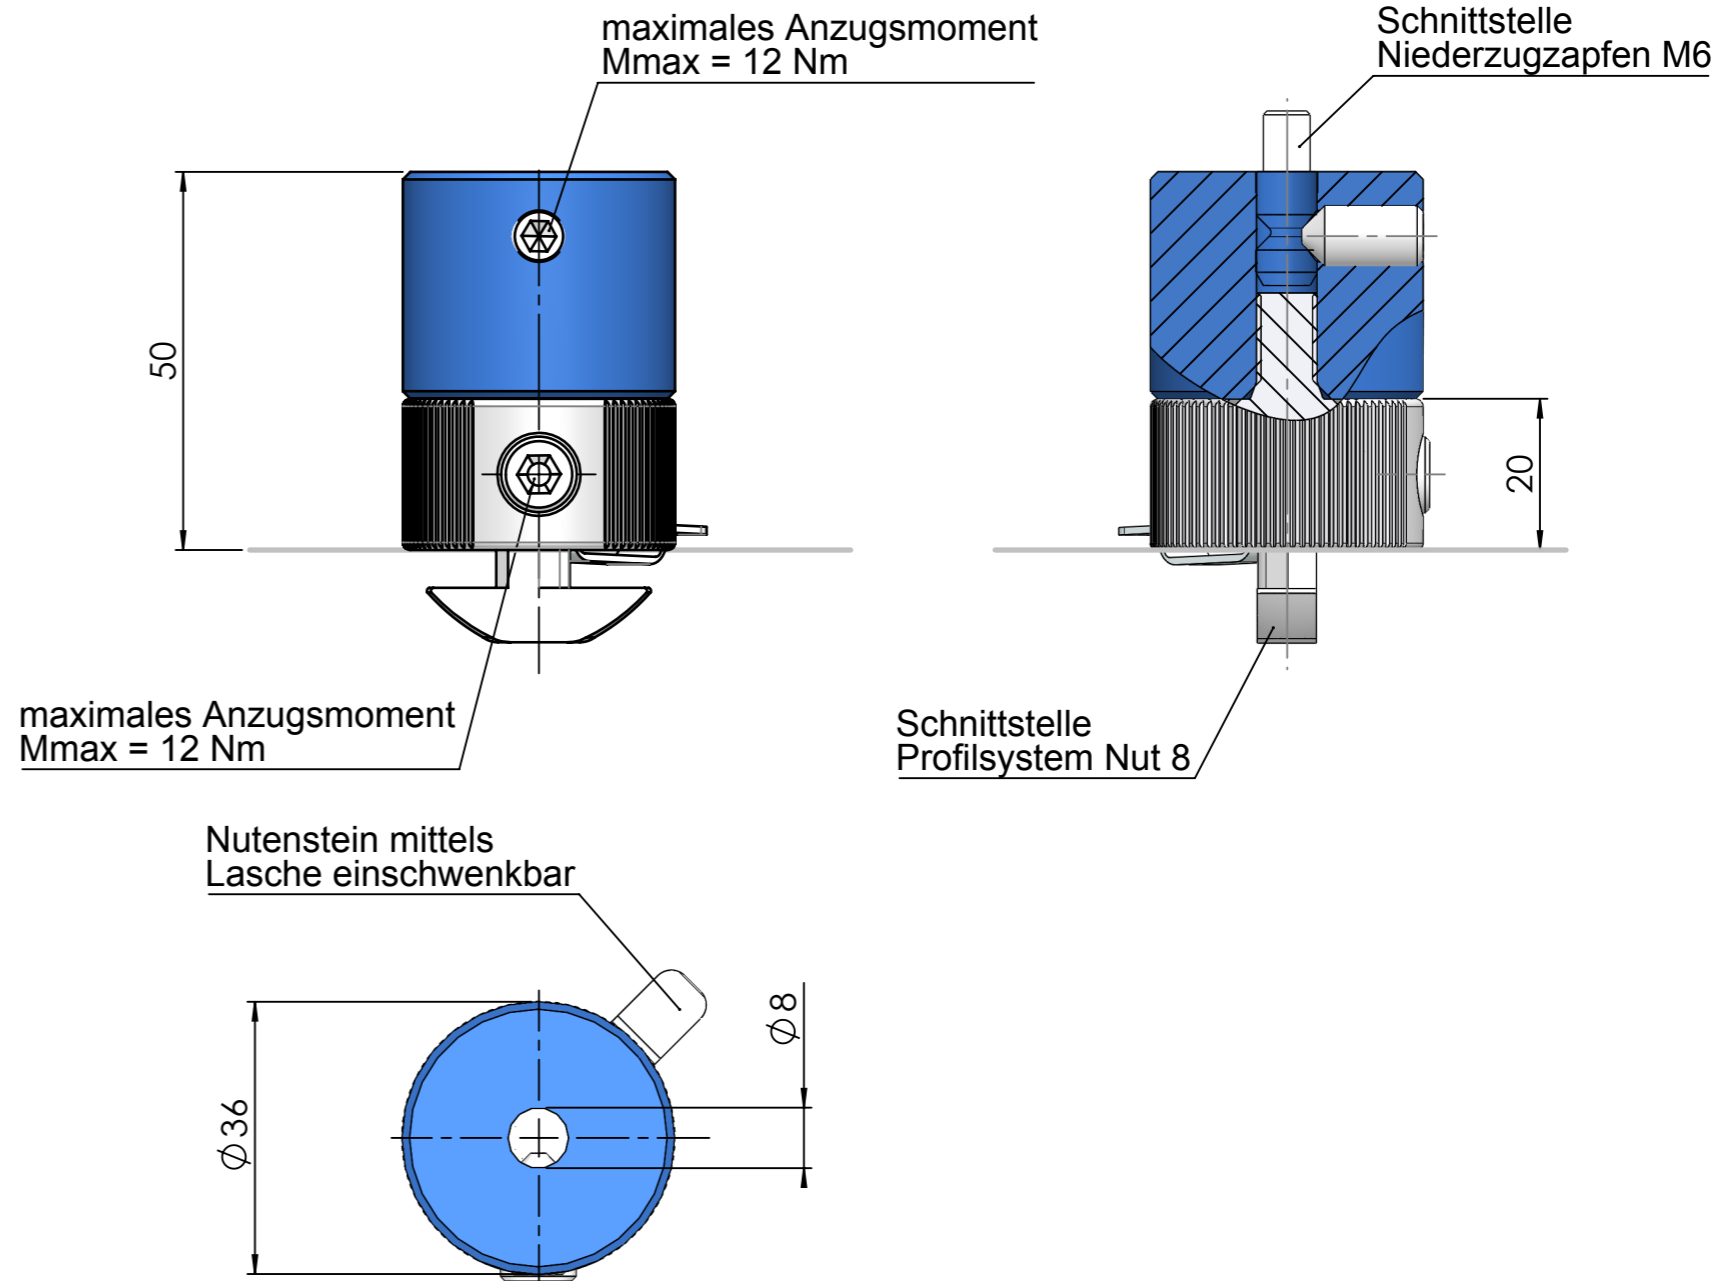 maximales Anzugsmoment
Mmax = 12 Nm
Schnittstelle
Niederzugzapfen M6
50
20
maximales Anzugsmoment
Mmax = 12 Nm
Schnittstelle
Profilsystem Nut 8
Nutenstein mittels
Lasche einschwenkbar
∅8
∅36